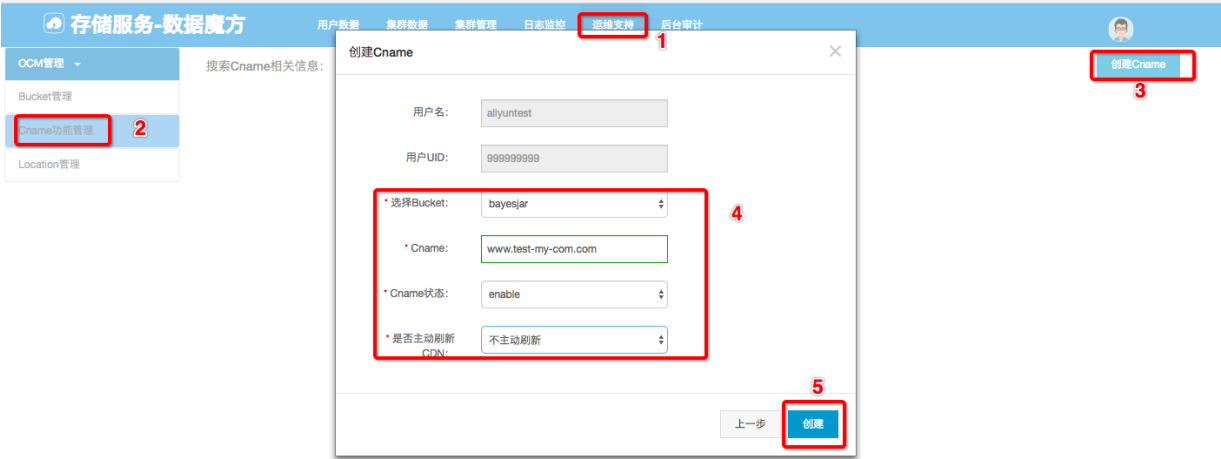 存储服务-数据魔方
用户数据 集群数据 集群管理 日志监控 运维支持 后台审计
1
OCM管理
Bucket管理
Cname功能管理
2
Location管理
搜索Cname相关信息:
创建Cname
3
创建Cname
用户名: allyuntest
用户UID: 999999999
* 选择Bucket: bayesjar
4
* Cname: www.test-my-com.com
* Cname状态: enable
* 是否主动刷新
CDN: 不主动刷新
5
上一步 创建